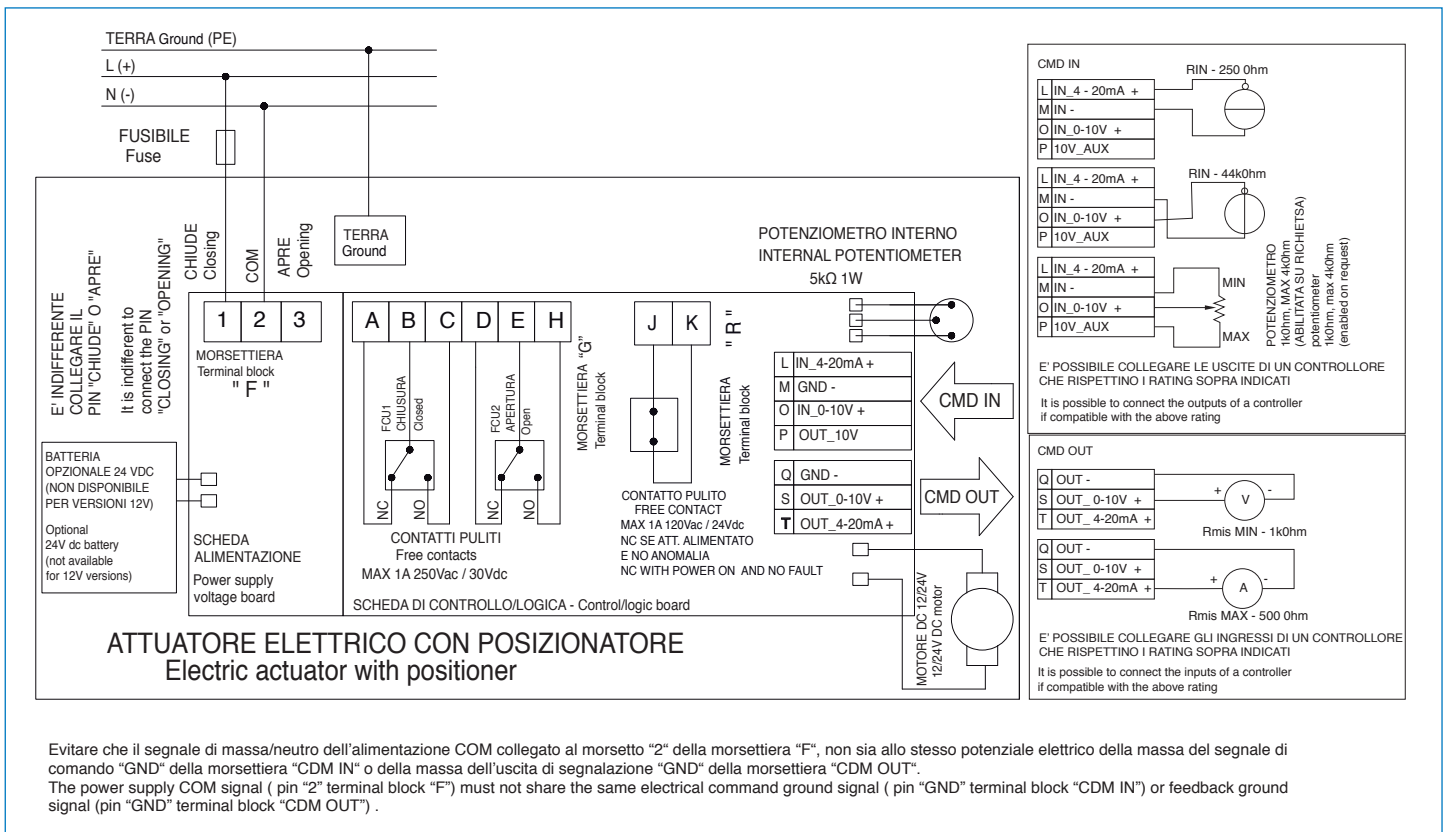 TERRA Ground (PE)
L (+)
N (-)
FUSIBILE
Fuse
E' INDIFFERENTE
COLLEGARE IL
PIN "CHIUDE" O "APRE"
It is indifferent to
connect the PIN
"CLOSING" or "OPENING"
CHIUDE
Closing
COM
APRE
Opening
TERRA
Ground
1 2 3
MORSETTIERA
Terminal block
" F "
A B C D E H
FCU1
CHIUSURA
Closed
FCU2
APERTURA
Open
NC NO NC NO
MORSETTIERA "G"
Terminal block
CONTATTI PULITI
Free contacts
MAX 1A 250Vac / 30Vdc
J K
" R "
MORSETTIERA
Terminal block
CONTATTO PULITO
FREE CONTACT
MAX 1A 120Vac / 24Vdc
NC SE ATT. ALIMENTATO
E NO ANOMALIA
NC WITH POWER ON AND NO FAULT
POTENZIOMETRO INTERNO
INTERNAL POTENTIOMETER
5kΩ 1W
L IN_4-20mA +
M GND -
O IN_0-10V +
P OUT_10V
CMD IN
Q GND -
S OUT_0-10V +
T OUT_4-20mA +
CMD OUT
MOTORE DC 12/24V
12/24V DC motor
BATTERIA
OPZIONALE 24 VDC
(NON DISPONIBILE
PER VERSIONI 12V)
Optional
24V dc battery
(not available
for 12V versions)
SCHEDA
ALIMENTAZIONE
Power supply
voltage board
SCHEDA DI CONTROLLO/LOGICA - Control/logic board
ATTUATORE ELETTRICO CON POSIZIONATORE
Electric actuator with positioner
CMD IN
L IN_4 - 20mA +
M IN -
O IN_0-10V +
P 10V_AUX
RIN - 250 0hm
L IN_4 - 20mA +
M IN -
O IN_0-10V +
P 10V_AUX
RIN - 44k0hm
L IN_4 - 20mA +
M IN -
O IN_0-10V +
P 10V_AUX
MIN
MAX
POTENZIOMETRO
1k0hm, MAX 4k0hm
(ABILITATA SU RICHIETSA)
potentiometer
1k0hm, max 4k0hm
(enabled on request)
E' POSSIBILE COLLEGARE LE USCITE DI UN CONTROLLORE
CHE RISPETTINO I RATING SOPRA INDICATI
It is possible to connect the outputs of a controller
if compatible with the above rating
CMD OUT
Q OUT -
S OUT_ 0-10V +
T OUT_ 4-20mA +
+ V -
Rmis MIN - 1k0hm
Q OUT -
S OUT_ 0-10V +
T OUT_ 4-20mA +
+ A -
Rmis MAX - 500 0hm
E' POSSIBILE COLLEGARE GLI INGRESSI DI UN CONTROLLORE
CHE RISPETTINO I RATING SOPRA INDICATI
It is possible to connect the inputs of a controller
if compatible with the above rating
Evitare che il segnale di massa/neutro dell'alimentazione COM collegato al morsetto "2" della morsettiera "F", non sia allo stesso potenziale elettrico della massa del segnale di
comando "GND" della morsettiera "CDM IN" o della massa dell'uscita di segnalazione "GND" della morsettiera "CDM OUT".
The power supply COM signal ( pin "2" terminal block "F") must not share the same electrical command ground signal ( pin "GND" terminal block "CDM IN") or feedback ground
signal (pin "GND" terminal block "CDM OUT") .